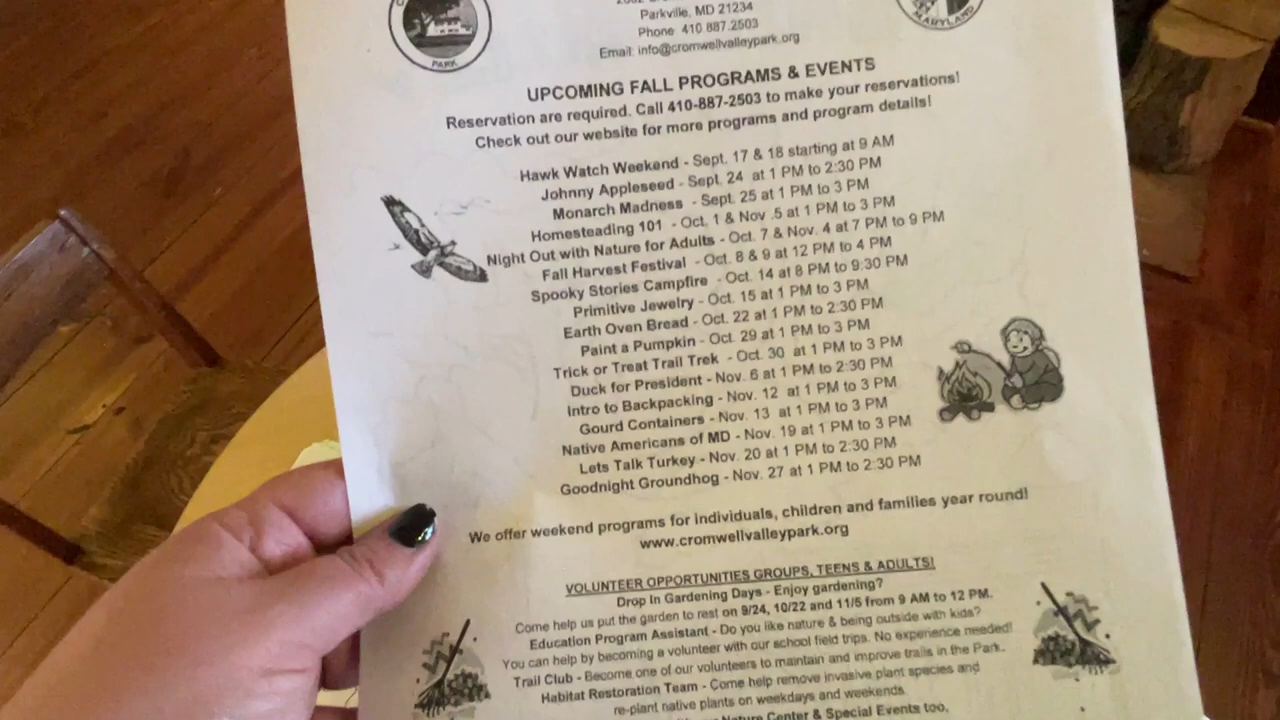 PARK
MARYLAND
Parkville, MD 21234
Phone 410.887.2503
Email: info@cromwellvalleypark.org
UPCOMING FALL PROGRAMS & EVENTS
Reservation are required. Call 410-887-2503 to make your reservations!
Check out our website for more programs and program details!
Hawk Watch Weekend - Sept. 17 & 18 starting at 9 AM
Johnny Appleseed - Sept. 24 at 1 PM to 2:30 PM
Monarch Madness - Sept. 25 at 1 PM to 3 PM
Homesteading 101 - Oct. 1 & Nov .5 at 1 PM to 3 PM
Night Out with Nature for Adults - Oct. 7 & Nov. 4 at 7 PM to 9 PM
Fall Harvest Festival - Oct. 8 & 9 at 12 PM to 4 PM
Spooky Stories Campfire - Oct. 14 at 8 PM to 9:30 PM
Primitive Jewelry - Oct. 15 at 1 PM to 3 PM
Earth Oven Bread - Oct. 22 at 1 PM to 2:30 PM
Paint a Pumpkin - Oct. 29 at 1 PM to 3 PM
Trick or Treat Trail Trek - Oct. 30 at 1 PM to 3 PM
Duck for President - Nov. 6 at 1 PM to 2:30 PM
Intro to Backpacking - Nov. 12 at 1 PM to 3 PM
Gourd Containers - Nov. 13 at 1 PM to 3 PM
Native Americans of MD - Nov. 19 at 1 PM to 3 PM
Lets Talk Turkey - Nov. 20 at 1 PM to 2:30 PM
Goodnight Groundhog - Nov. 27 at 1 PM to 2:30 PM
We offer weekend programs for individuals, children and families year round!
www.cromwellvalleypark.org
VOLUNTEER OPPORTUNITIES GROUPS, TEENS & ADULTS!
Drop In Gardening Days - Enjoy gardening?
Come help us put the garden to rest on 9/24, 10/22 and 11/5 from 9 AM to 12 PM.
Education Program Assistant - Do you like nature & being outside with kids?
You can help by becoming a volunteer with our school field trips. No experience needed!
Trail Club - Become one of our volunteers to maintain and improve trails in the Park.
Habitat Restoration Team - Come help remove invasive plant species and
re-plant native plants on weekdays and weekends.
Nature Center & Special Events too,